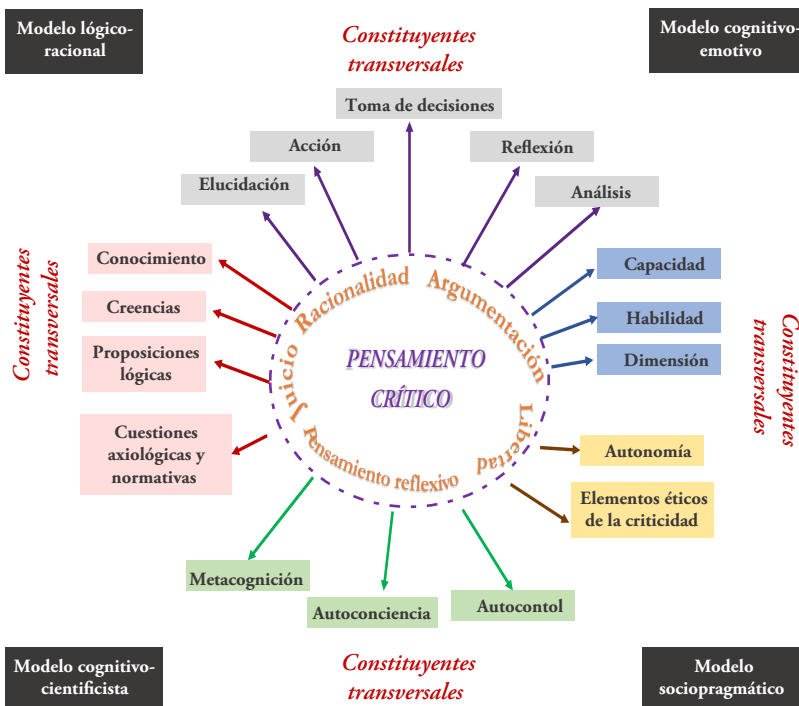 Modelo lógico-
racional
Constituyentes
transversales
Modelo cognitivo-
emotivo
Toma de decisiones
Acción
Reflexión
Elucidación
Análisis
Conocimiento
Creencias
Proposiciones
lógicas
Cuestiones
axiológicas y
normativas
Constituyentes
transversales
Racionalidad
Argumentación
Juicio
Libertad
Pensamiento reflexivo
PENSAMIENTO
CRÍTICO
Capacidad
Habilidad
Dimensión
Constituyentes
transversales
Autonomía
Elementos éticos
de la criticidad
Metacognición
Autoconciencia
Autocontol
Modelo cognitivo-
cientificista
Constituyentes
transversales
Modelo
sociopragmático